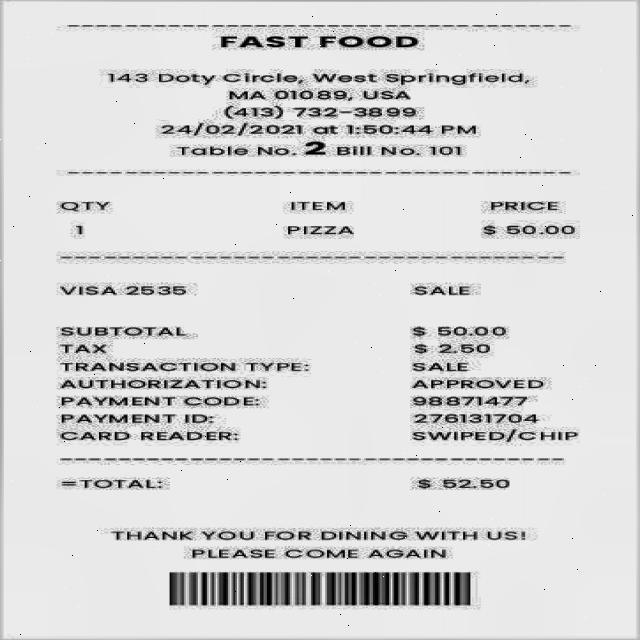 FAST FOOD
143 Doty Circle, West Springfield,
MA 01089, USA
(413) 732-3899
24/02/2021 at 1:50:44 PM
Table No. 2 Bill No. 101
QTY ITEM PRICE
1 PIZZA $ 50.00
VISA 2535 SALE
SUBTOTAL $ 50.00
TAX $ 2.50
TRANSACTION TYPE: SALE
AUTHORIZATION: APPROVED
PAYMENT CODE: 98871477
PAYMENT ID: 276131704
CARD READER: SWIPED/CHIP
=TOTAL: $ 52.50
THANK YOU FOR DINING WITH US!
PLEASE COME AGAIN